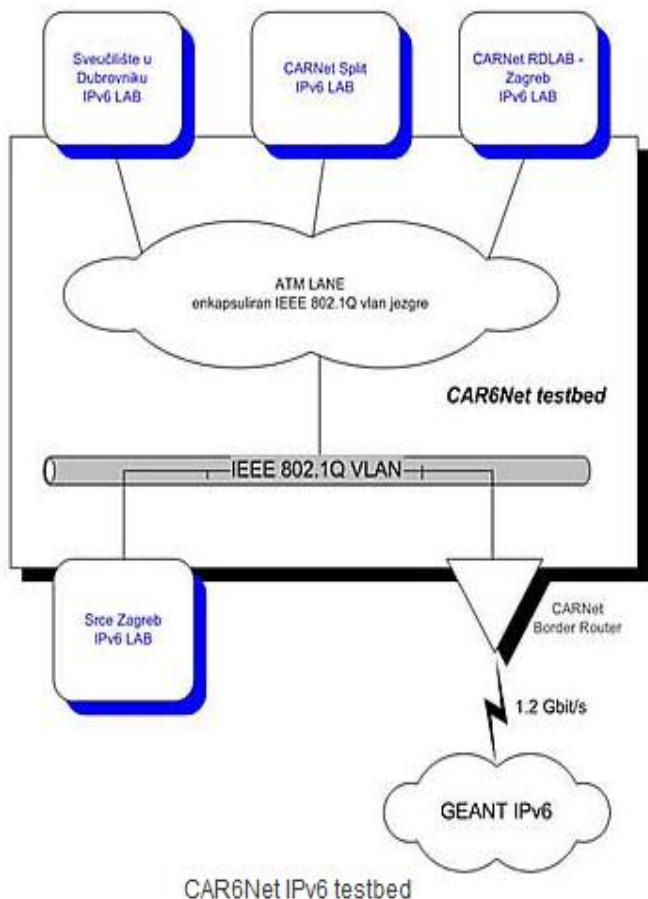 Sveučilište u
Dubrovniku
IPv6 LAB
CARNet Split
IPv6 LAB
CARNet RDLAB -
Zagreb
IPv6 LAB
ATM LANE
enkapsuliran IEEE 802.1Q vlan jezgre
CAR6Net testbed
IEEE 802.1Q VLAN
Srce Zagreb
IPv6 LAB
CARNet
Border Router
1.2 Gbit/s
GEANT IPv6
CAR6Net IPv6 testbed